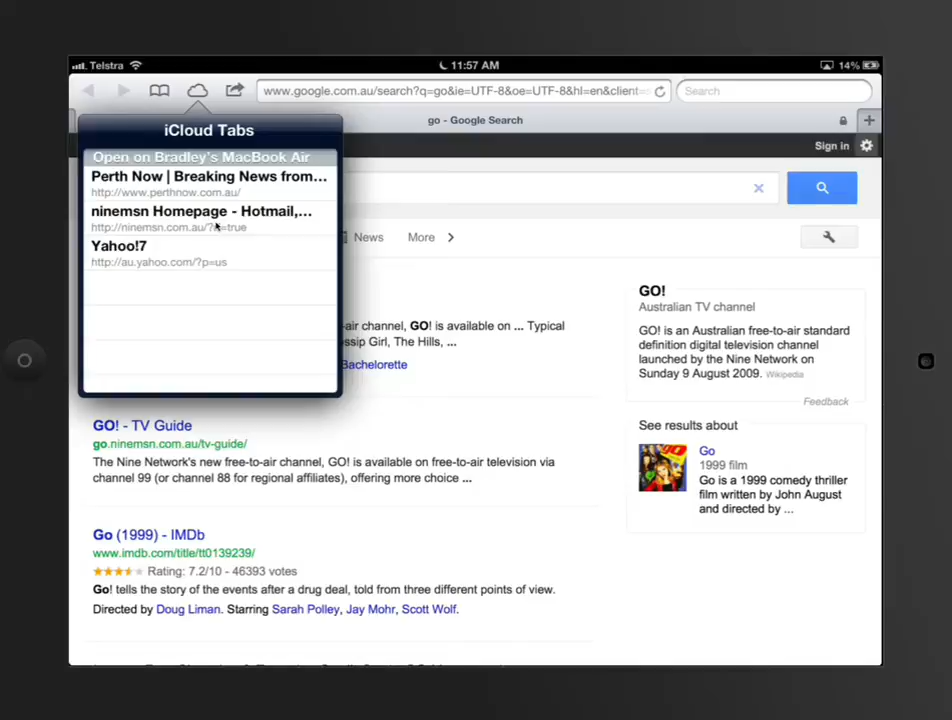 Telstra
11:57 AM
14%
www.google.com.au/search?q=go&ie=UTF-8&oe=UTF-8&hl=en&client=
Search
go - Google Search
Sign in
iCloud Tabs
Open on Bradley's MacBook Air
Perth Now | Breaking News from...
http://www.perthnow.com.au/
ninemsn Homepage - Hotmail,...
http://ninemsn.com.au/?
=true
Yahoo!7
http://au.yahoo.com/?p=us
News
More
-air channel, GO! is available on ... Typical
ssip Girl, The Hills, ...
Bachelorette
GO! - TV Guide
go.ninemsn.com.au/tv-guide/
The Nine Network's new free-to-air channel, GO! is available on free-to-air television via
channel 99 (or channel 88 for regional affiliates), offering more choice ...
Go (1999) - IMDb
www.imdb.com/title/tt0139239/
Rating: 7.2/10 - 46393 votes
Go! tells the story of the events after a drug deal, told from three different points of view.
Directed by Doug Liman. Starring Sarah Polley, Jay Mohr, Scott Wolf.
GO!
Australian TV channel
GO! is an Australian free-to-air standard
definition digital television channel
launched by the Nine Network on
Sunday 9 August 2009. Wikipedia
Feedback
See results about
Go
1999 film
Go is a 1999 comedy thriller
film written by John August
and directed by ...